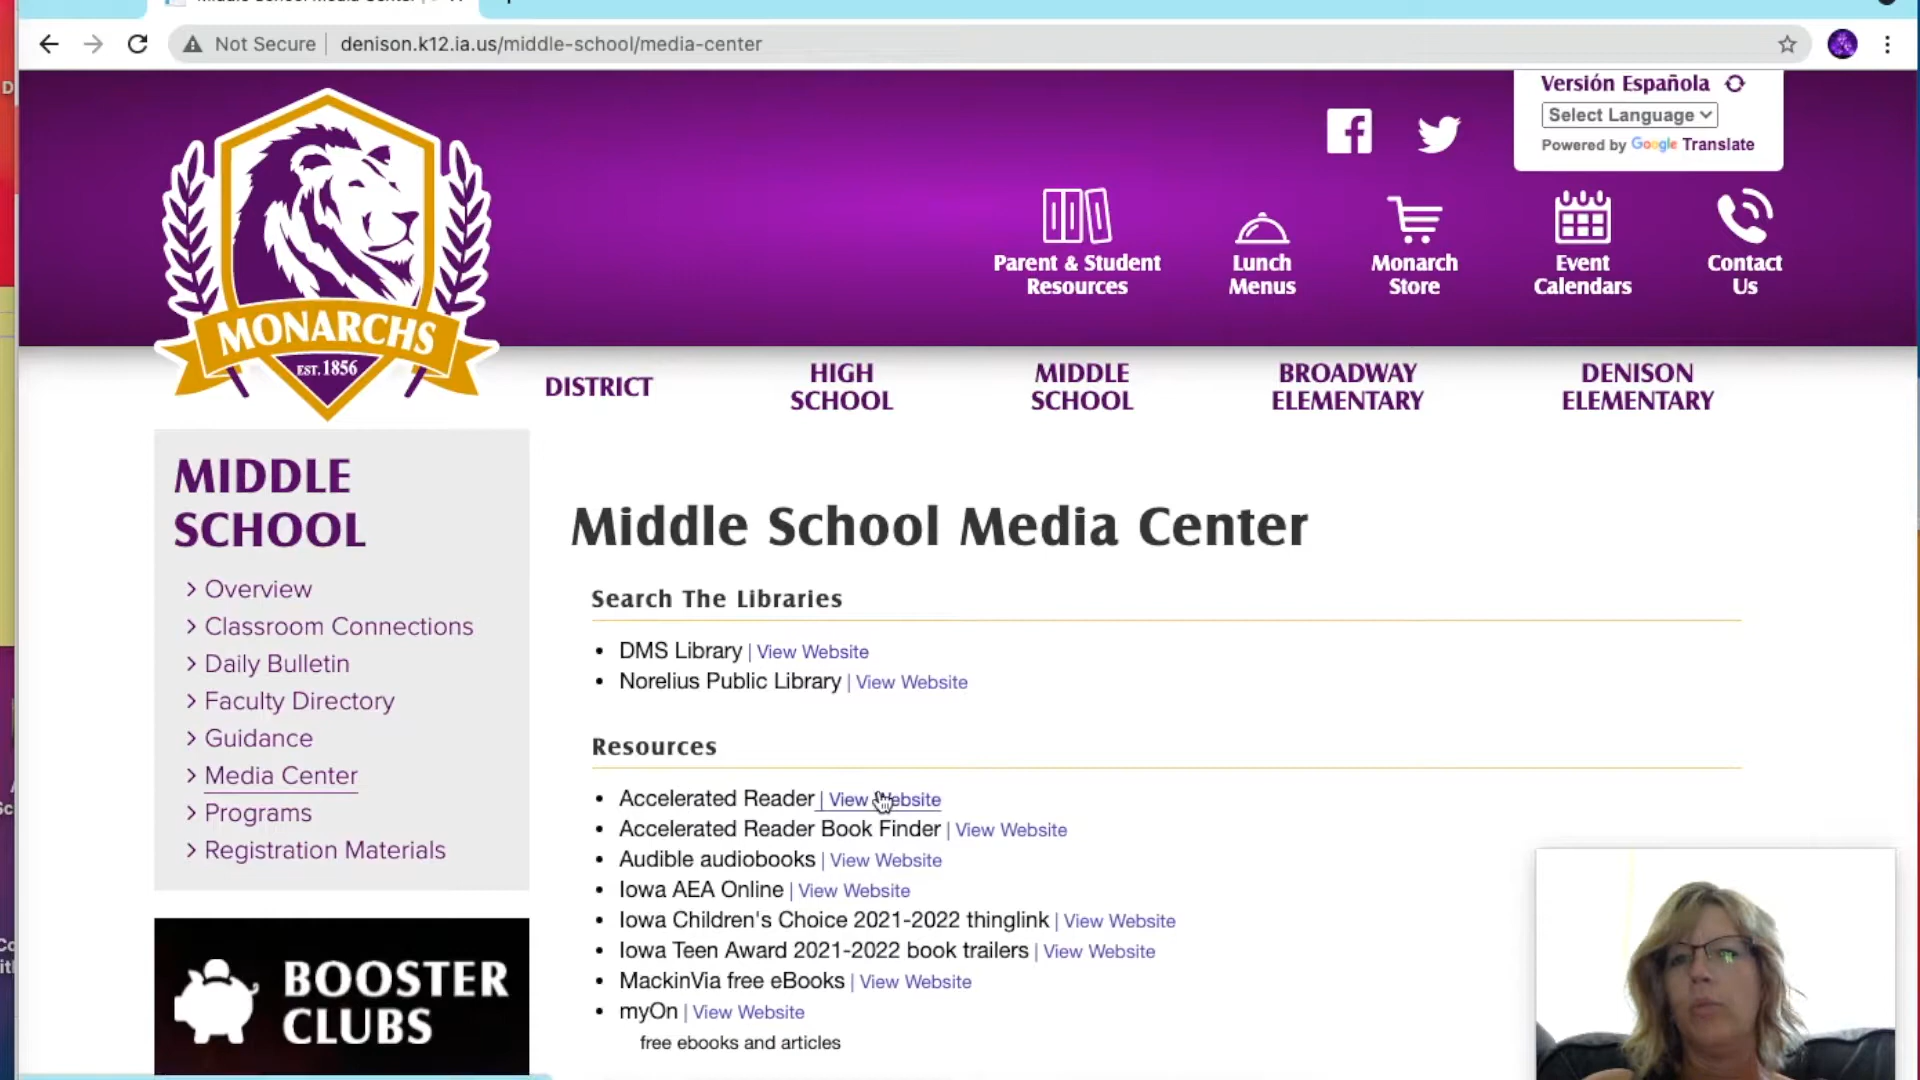 Not Secure
denison.k12.ia.us/middle-school/media-center
Versión Española
Select Language
Powered by Google Translate
Parent & Student
Resources
Lunch
Menus
Monarch
Store
Event
Calendars
Contact
Us
MONARCHS
EST. 1856
DISTRICT
HIGH
SCHOOL
MIDDLE
SCHOOL
BROADWAY
ELEMENTARY
DENISON
ELEMENTARY
MIDDLE
SCHOOL
> Overview
> Classroom Connections
> Daily Bulletin
> Faculty Directory
> Guidance
> Media Center
> Programs
> Registration Materials
BOOSTER
CLUBS
Middle School Media Center
Search The Libraries
• DMS Library | View Website
• Norelius Public Library | View Website
Resources
• Accelerated Reader | View Website
• Accelerated Reader Book Finder | View Website
• Audible audiobooks | View Website
• Iowa AEA Online | View Website
• Iowa Children's Choice 2021-2022 thinglink | View Website
• Iowa Teen Award 2021-2022 book trailers | View Website
• MackinVia free eBooks | View Website
• myOn | View Website
free ebooks and articles